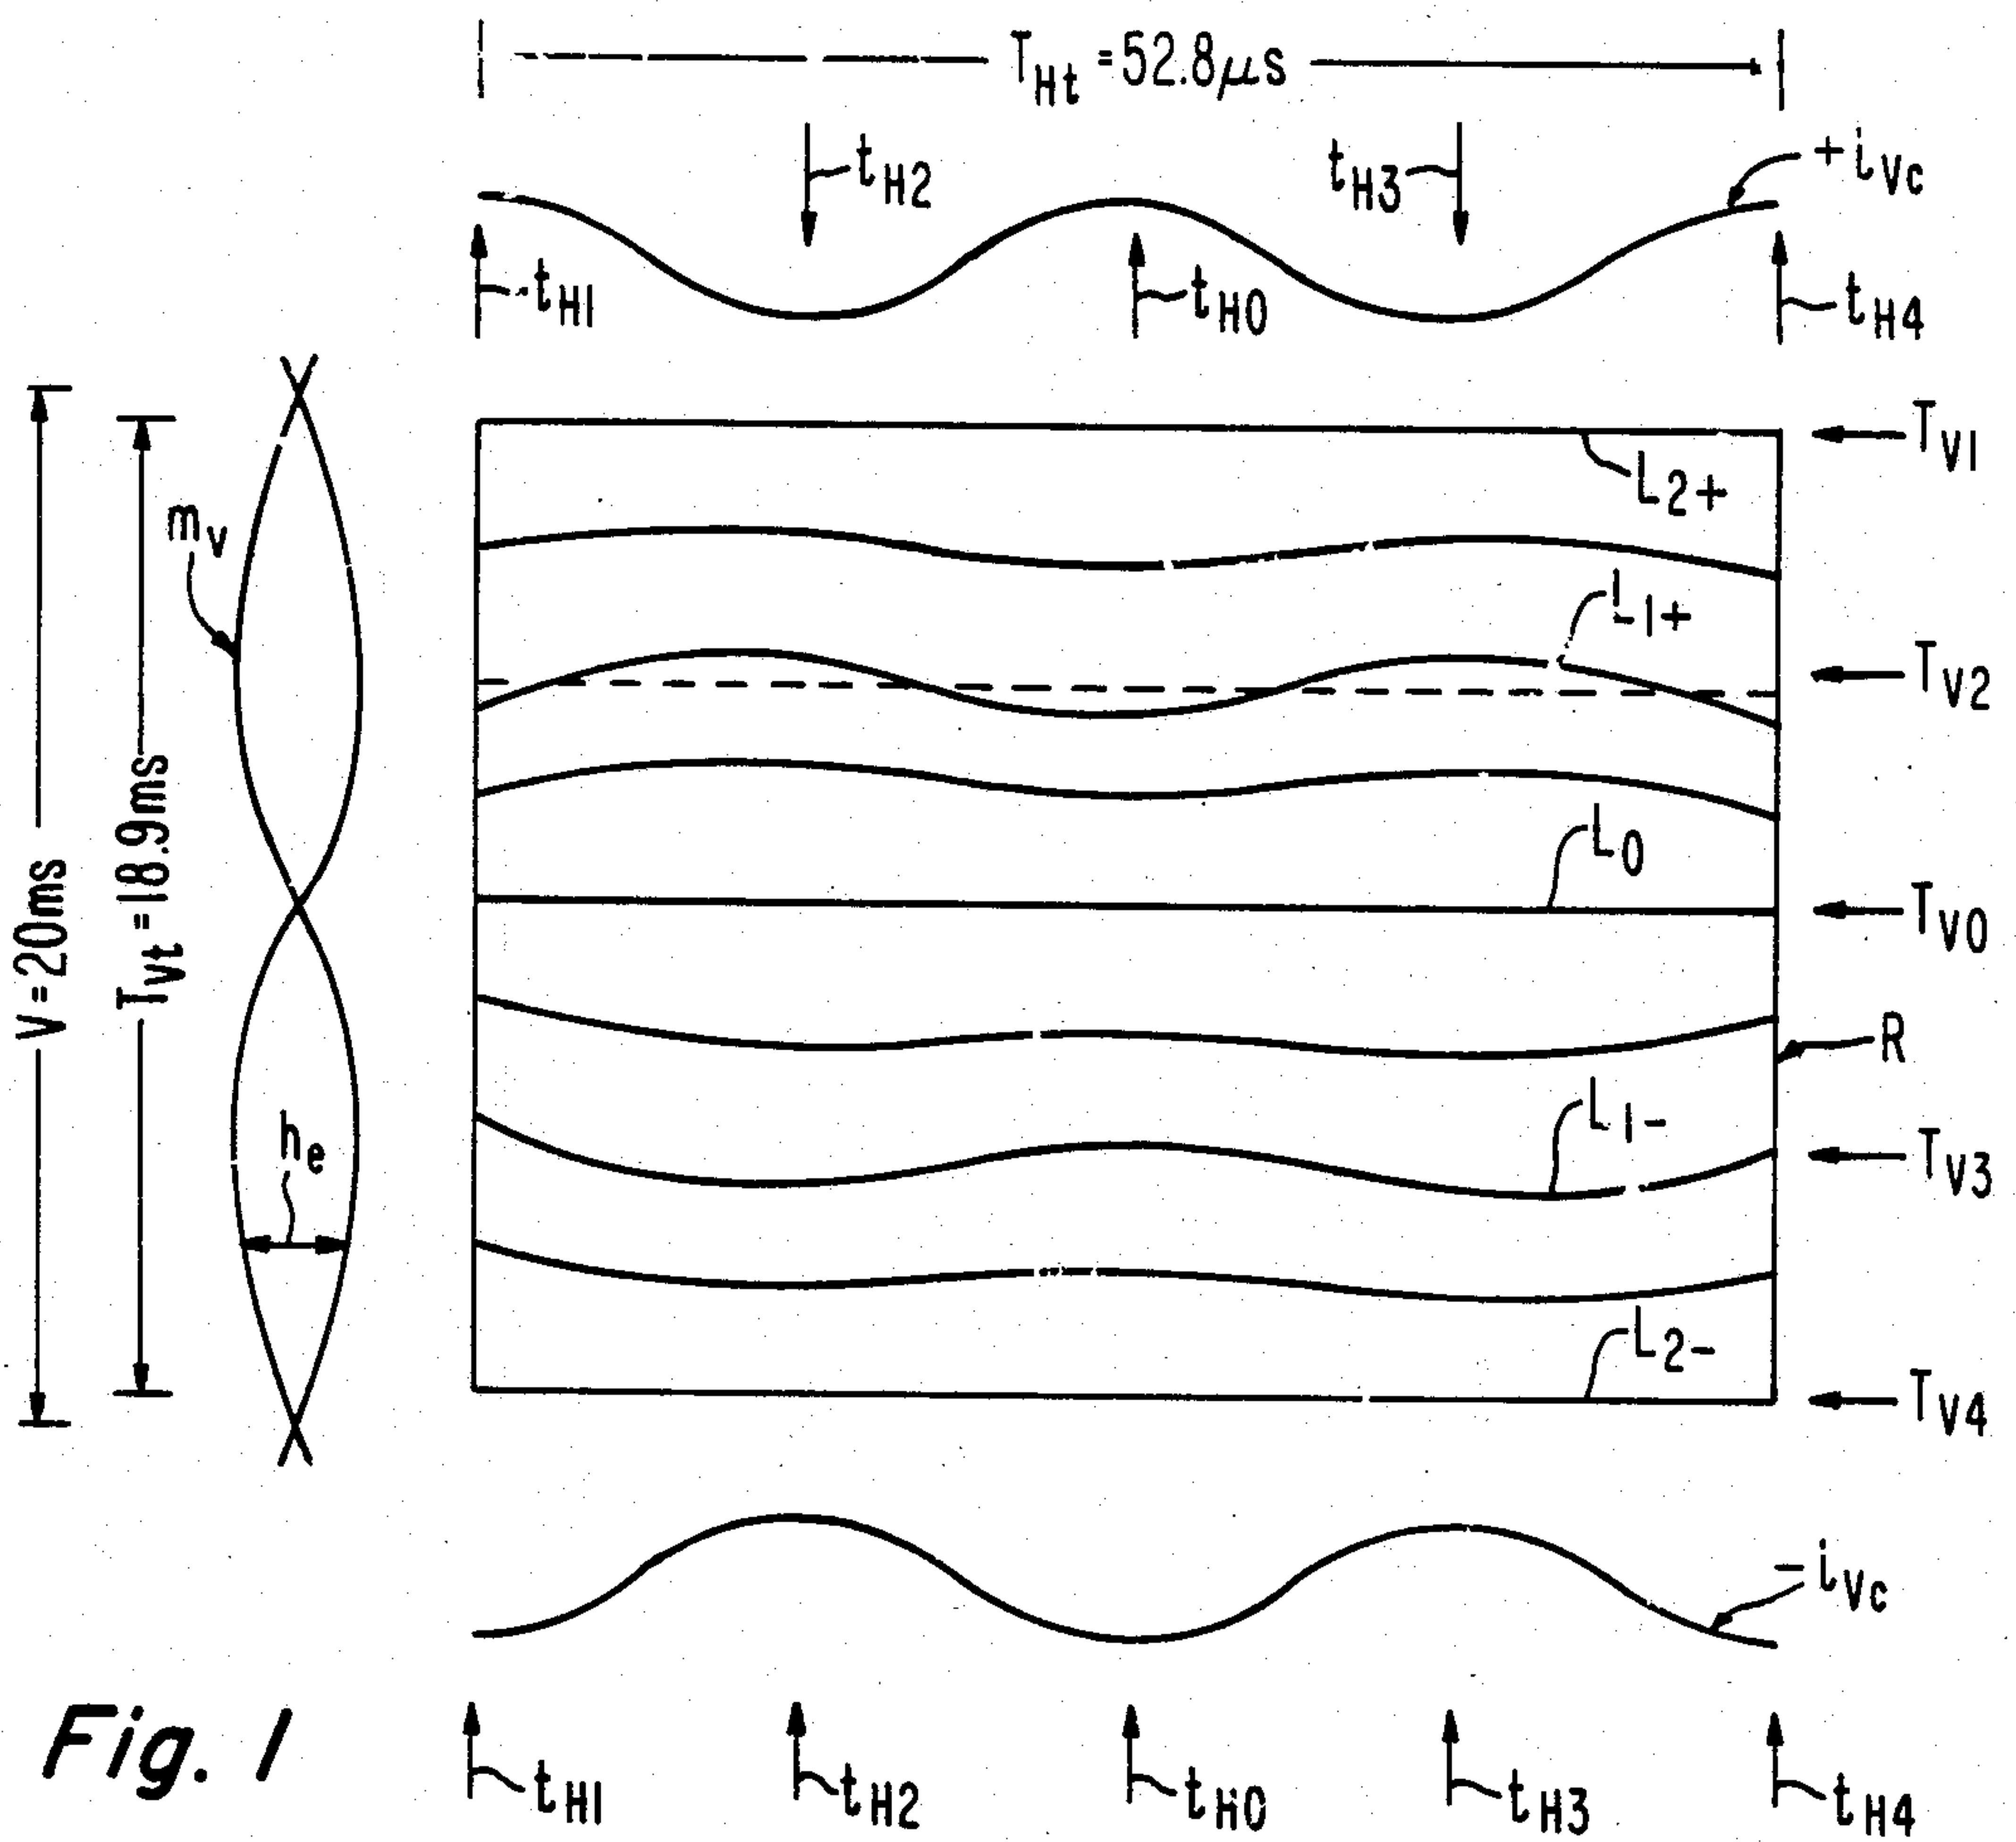 T_Ht = 52.8μs
t_H2
t_H3
+i_Vc
t_H1
t_H0
t_H4
T_V1
L_2+
m_v
L_1+
T_V2
L_0
T_V0
V = 20ms
T_Vt = 18.9ms
R
L_1-
h_e
T_V3
L_2-
T_V4
-i_Vc
Fig. 1
t_H1
t_H2
t_H0
t_H3
t_H4